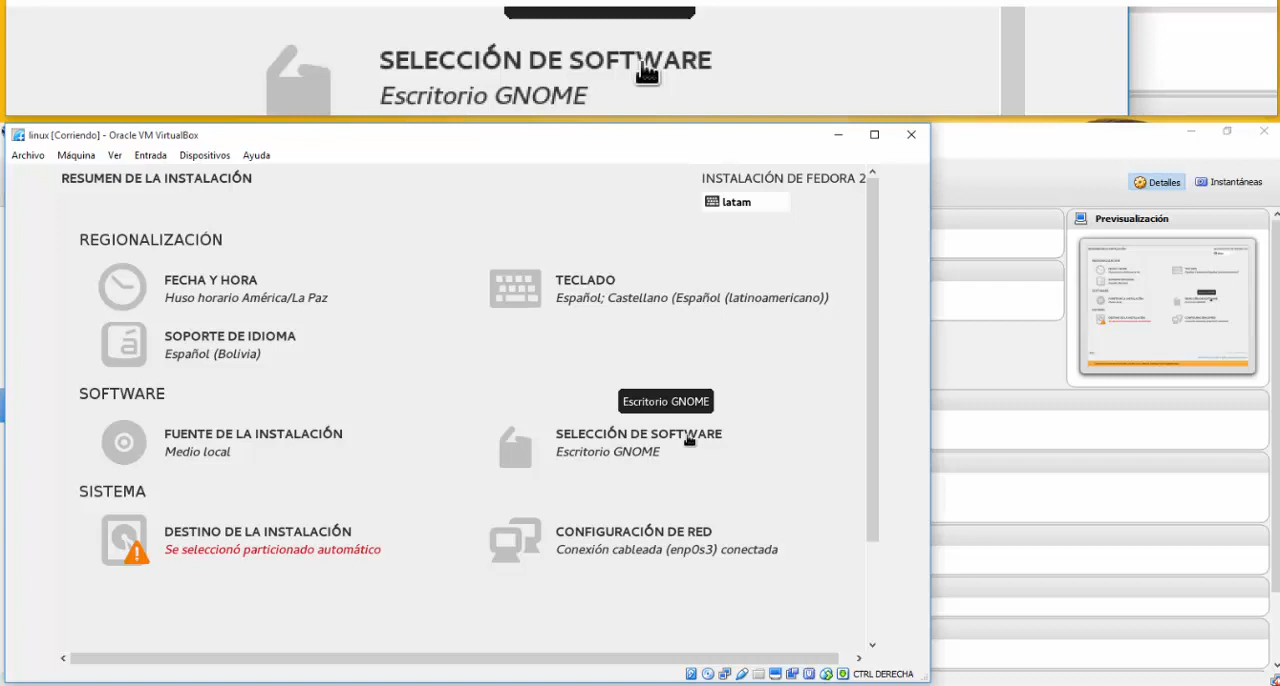 SELECCIÓN DE SOFTWARE
Escritorio GNOME
linux [Corriendo] - Oracle VM VirtualBox
Archivo Máquina Ver Entrada Dispositivos Ayuda
RESUMEN DE LA INSTALACIÓN
INSTALACIÓN DE FEDORA 2
latam
Detalles
Instantáneas
Previsualización
REGIONALIZACIÓN
FECHA Y HORA
Huso horario América/La Paz
TECLADO
Español; Castellano (Español (latinoamericano))
SOPORTE DE IDIOMA
Español (Bolivia)
SOFTWARE
Escritorio GNOME
FUENTE DE LA INSTALACIÓN
Medio local
SELECCIÓN DE SOFTWARE
Escritorio GNOME
SISTEMA
DESTINO DE LA INSTALACIÓN
Se seleccionó particionado automático
CONFIGURACIÓN DE RED
Conexión cableada (enp0s3) conectada
CTRL DERECHA